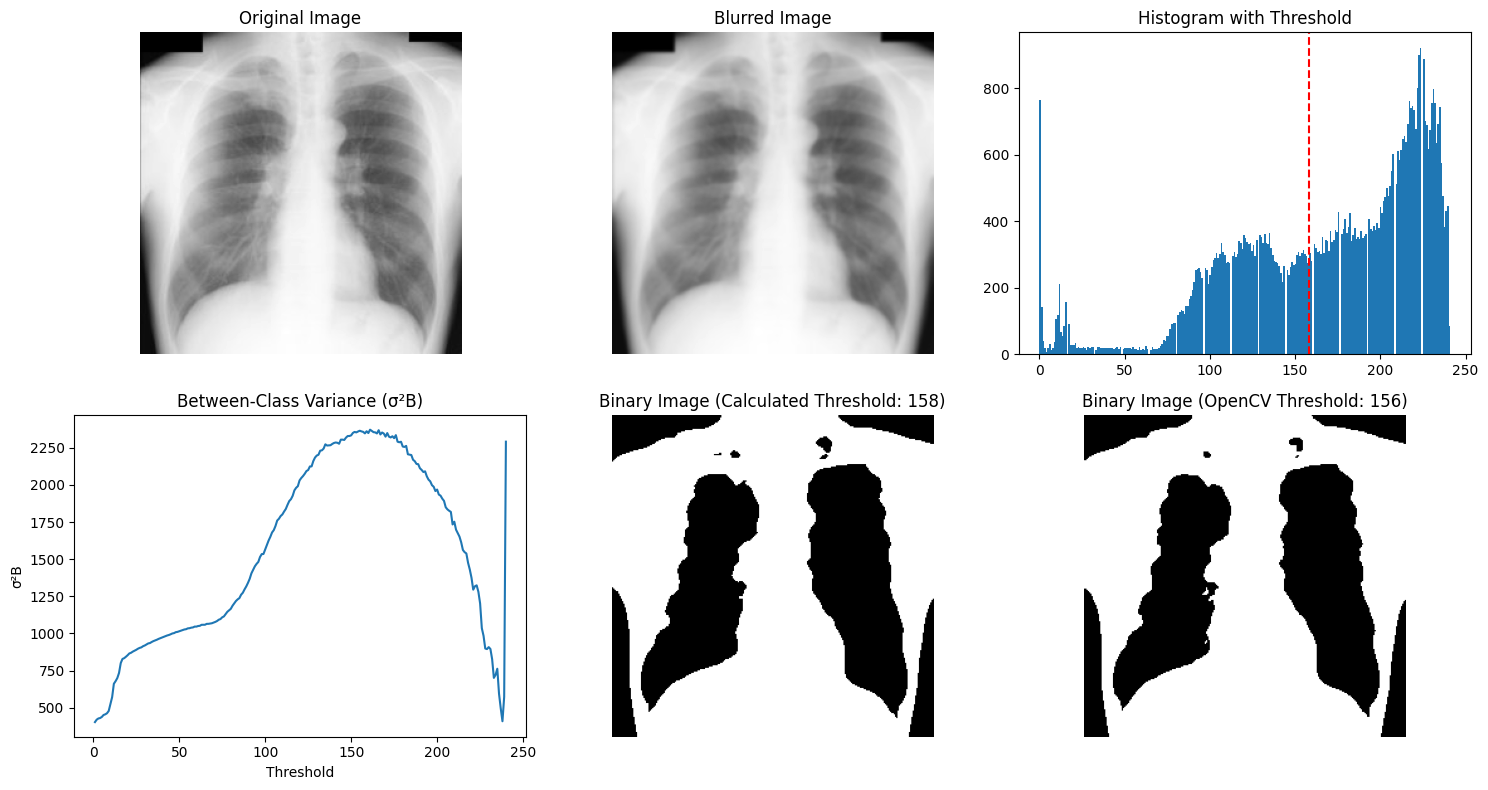 Original Image
Blurred Image
Histogram with Threshold
800
600
400
200
0
0 50 100 150 200 250
Between-Class Variance (σ²B)
Binary Image (Calculated Threshold: 158)
Binary Image (OpenCV Threshold: 156)
2250
2000
1750
1500
1250
1000
750
500
σ²B
0 50 100 150 200 250
Threshold